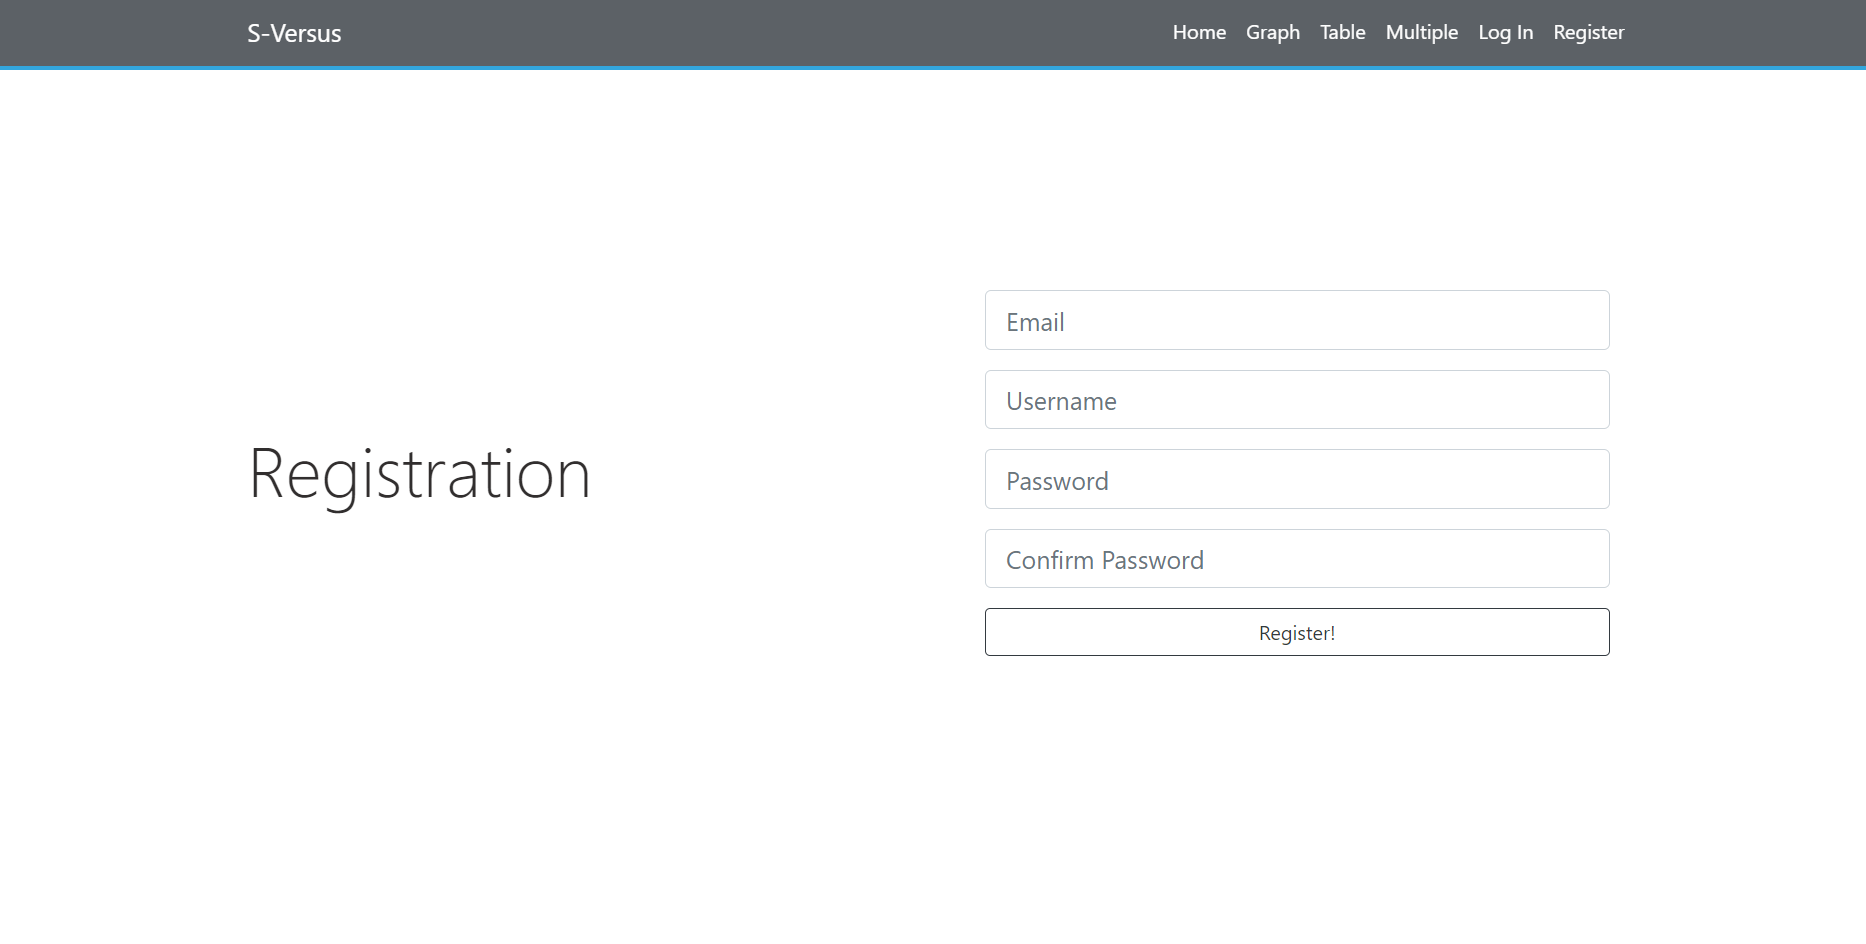 S-Versus
Home Graph Table Multiple Log In Register
Registration
Email
Username
Password
Confirm Password
Register!